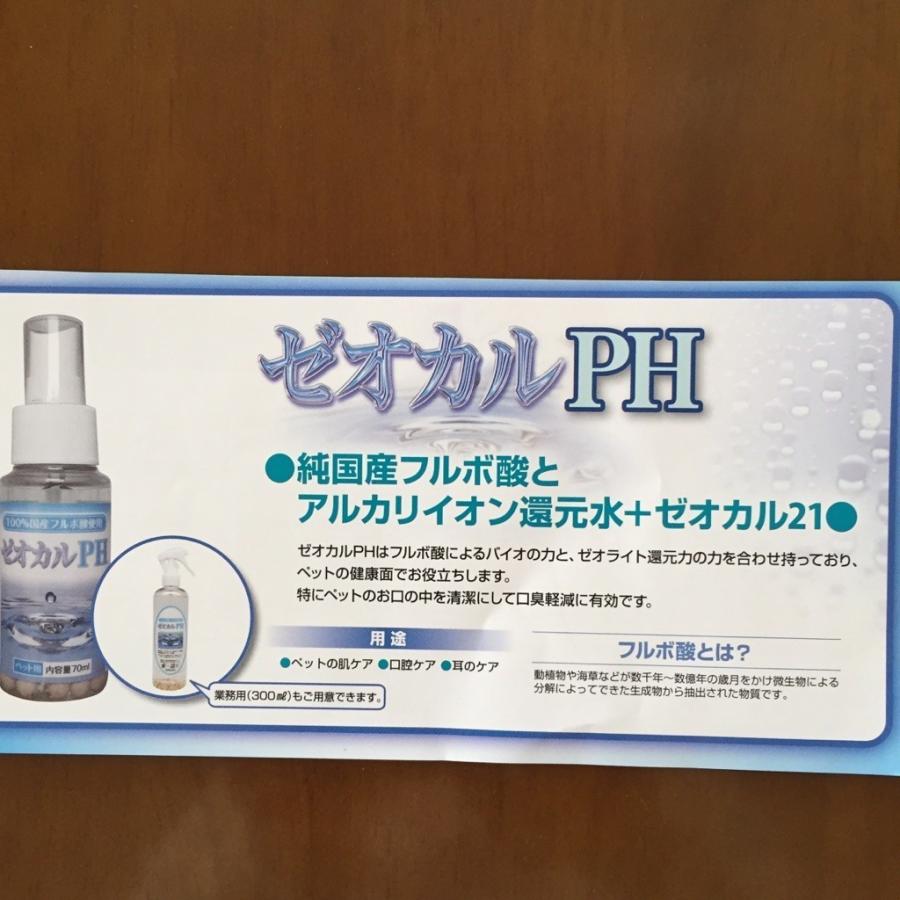 ゼオカルPH
●純国産フルボ酸と
アルカリイオン還元水＋ゼオカル21●
ゼオカルPHはフルボ酸によるバイオの力と、ゼオライト還元力の力を合わせ持っており、
ペットの健康面でお役立ちします。
特にペットのお口の中を清潔にして口臭軽減に有効です。
用途
●ペットの肌ケア ●口腔ケア ●耳のケア
フルボ酸とは?
動植物や海草などが数千年〜数億年の歳月をかけ微生物による
分解によってできた生成物から抽出された物質です。
100%国産フルボ酸使用
ゼオカルPH
ペット用 内容量70ml
ゼオカルPH
業務用(300㎖)もご用意できます。